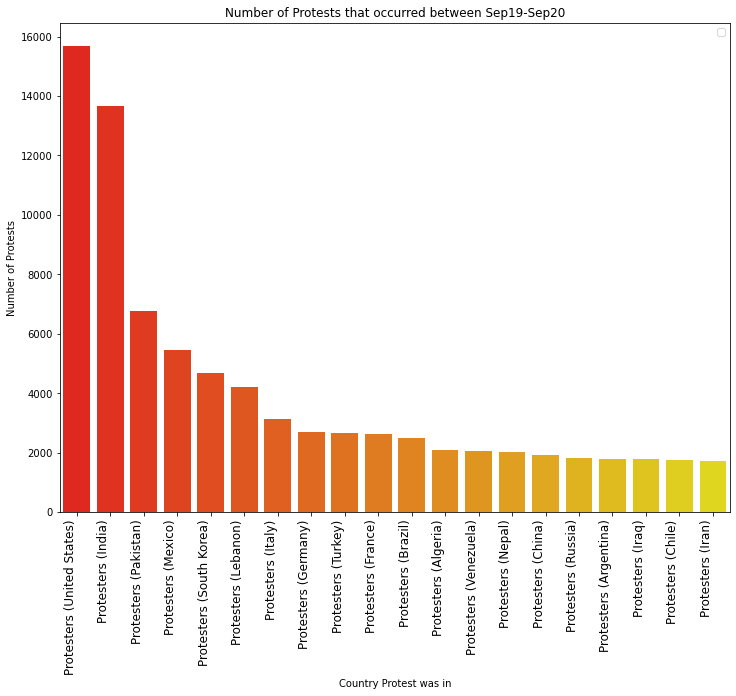 Number of Protests that occurred between Sep19-Sep20
Number of Protests
16000
14000
12000
10000
8000
6000
4000
2000
0
Protesters (United States)
Protesters (India)
Protesters (Pakistan)
Protesters (Mexico)
Protesters (South Korea)
Protesters (Lebanon)
Protesters (Italy)
Protesters (Germany)
Protesters (Turkey)
Protesters (France)
Protesters (Brazil)
Protesters (Algeria)
Protesters (Venezuela)
Protesters (Nepal)
Protesters (China)
Protesters (Russia)
Protesters (Argentina)
Protesters (Iraq)
Protesters (Chile)
Protesters (Iran)
Country Protest was in